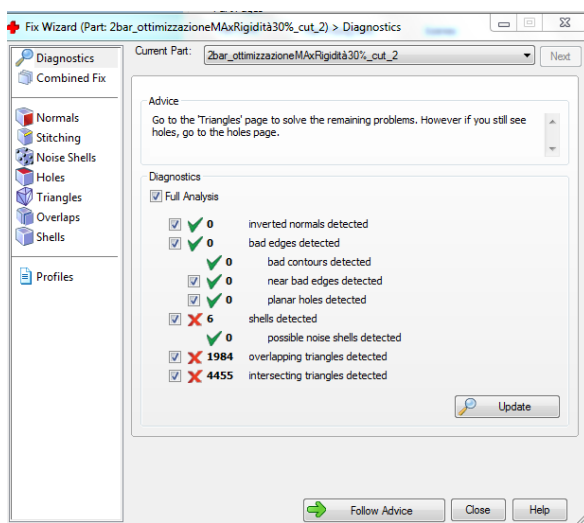 Fix Wizard (Part: 2bar_ottimizzazioneMAxRigidità30%_cut_2) > Diagnostics
Diagnostics
Combined Fix
Normals
Stitching
Noise Shells
Holes
Triangles
Overlaps
Shells
Profiles
Current Part: 2bar_ottimizzazioneMAxRigidità30%_cut_2 Next
Advice
Go to the 'Triangles' page to solve the remaining problems. However if you still see
holes, go to the holes page.
Diagnostics
Full Analysis
0 inverted normals detected
0 bad edges detected
0 bad contours detected
0 near bad edges detected
0 planar holes detected
6 shells detected
0 possible noise shells detected
1984 overlapping triangles detected
4455 intersecting triangles detected
Update
Follow Advice Close Help